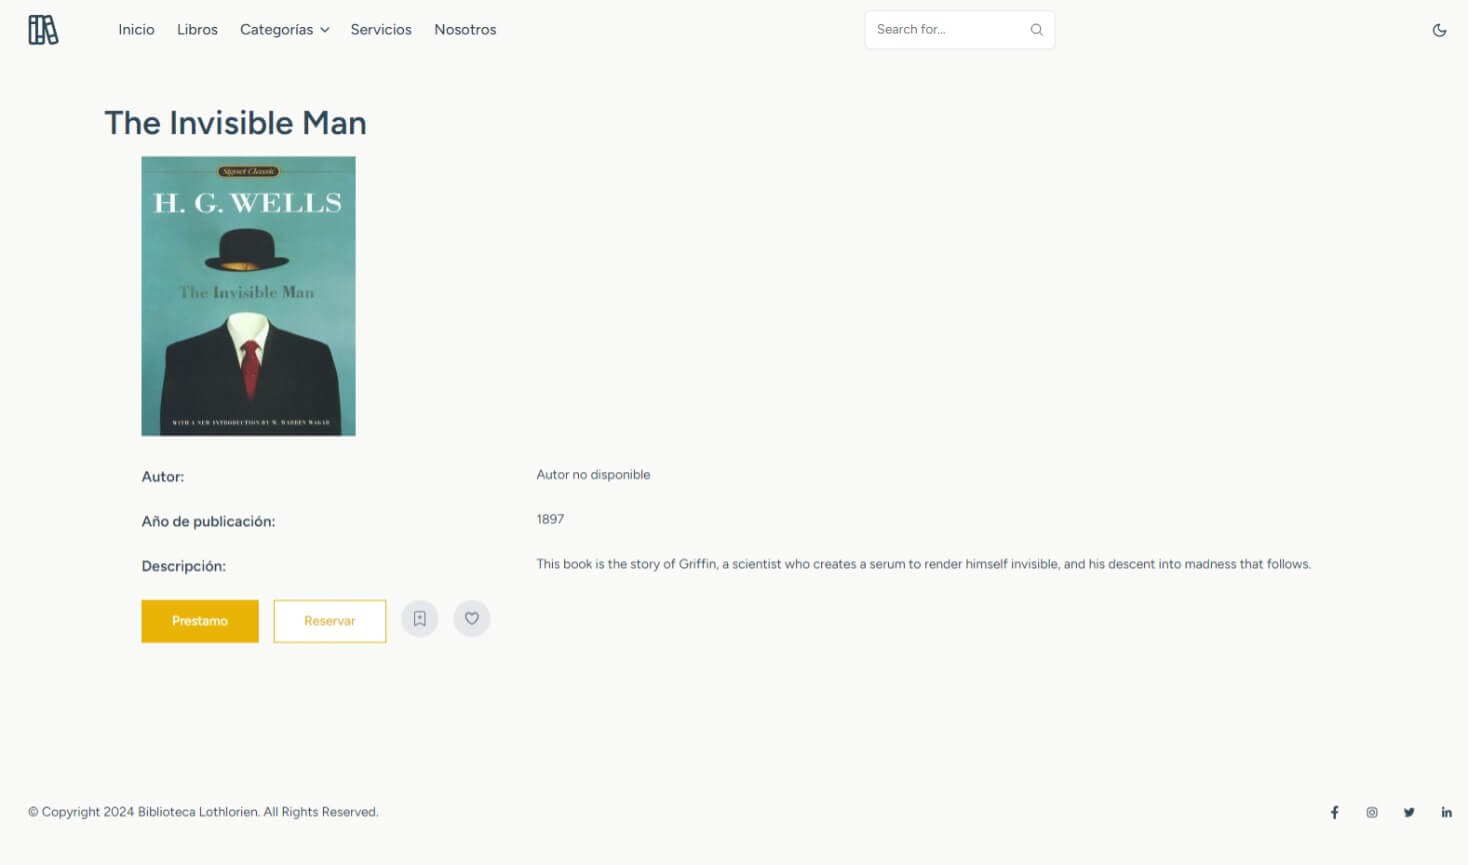 Inicio Libros Categorías Servicios Nosotros Search for...
The Invisible Man
Signet Classic
H. G. WELLS
The Invisible Man
WITH A NEW INTRODUCTION BY W. WARREN WAGAR
Autor: Autor no disponible
Año de publicación: 1897
Descripción: This book is the story of Griffin, a scientist who creates a serum to render himself invisible, and his descent into madness that follows.
Prestamo Reservar
© Copyright 2024 Biblioteca Lothlorien. All Rights Reserved.